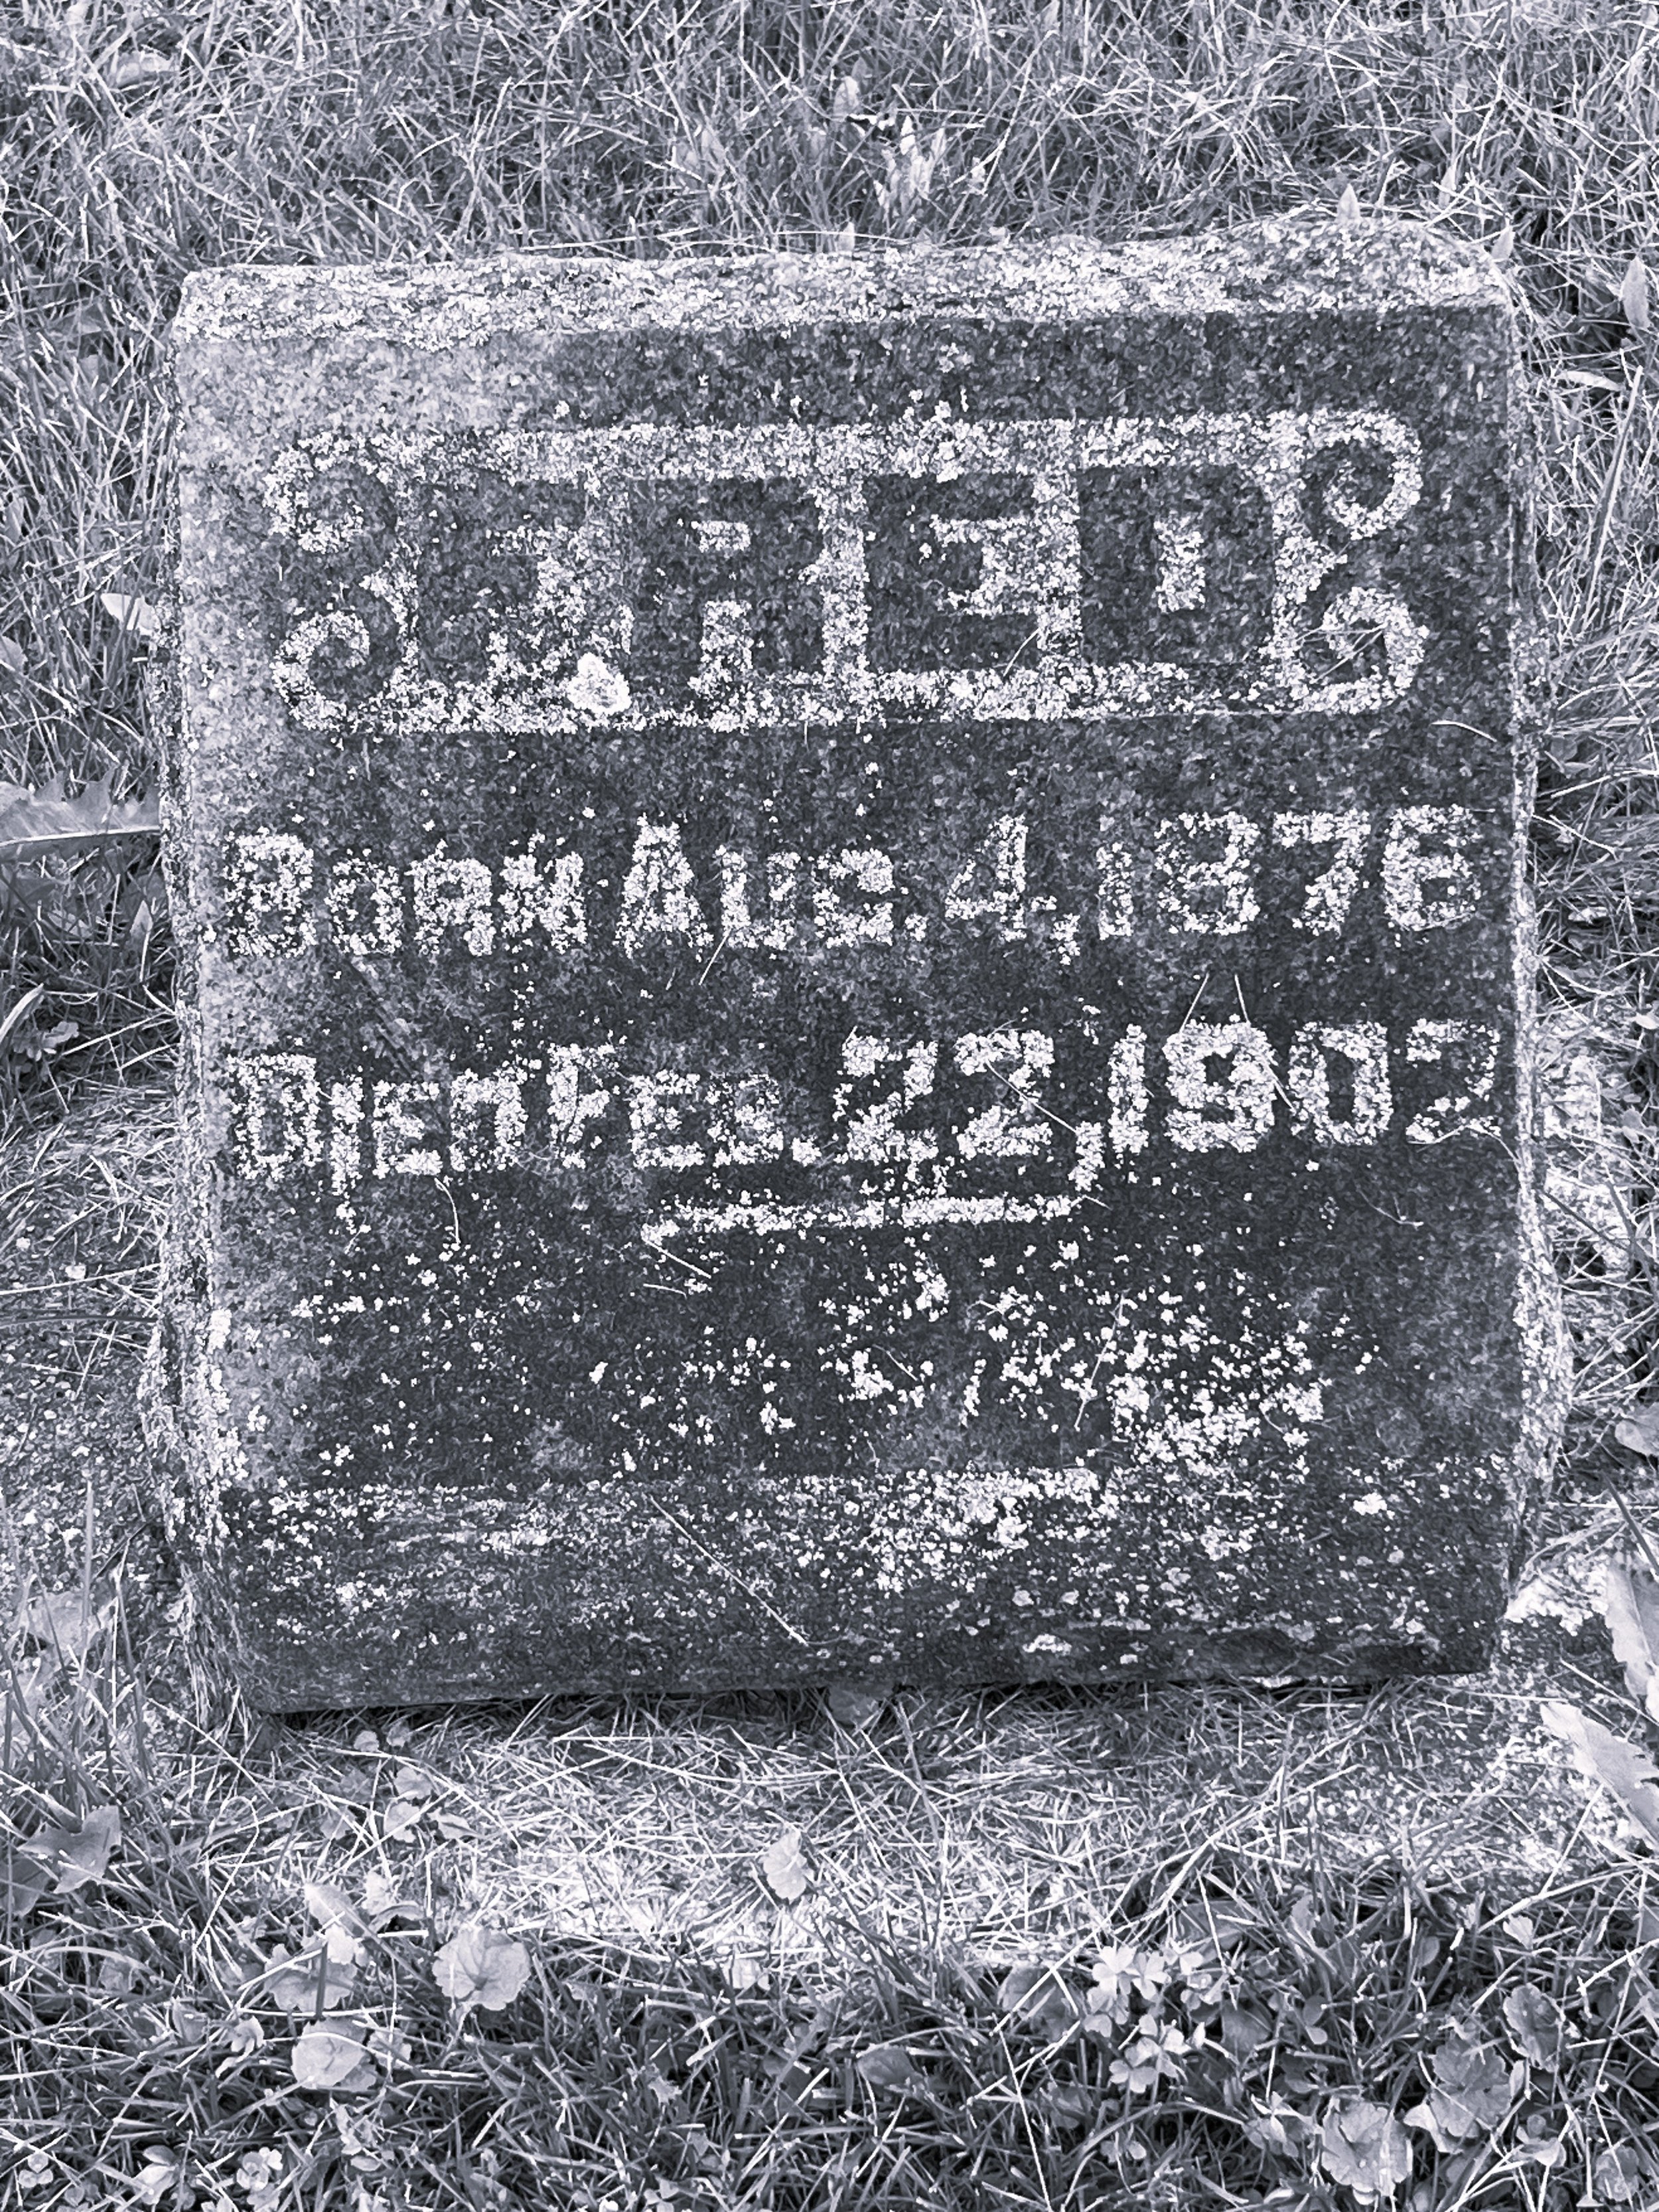 FRED
BORN AUG. 4, 1876
DIED FEB. 22, 1902